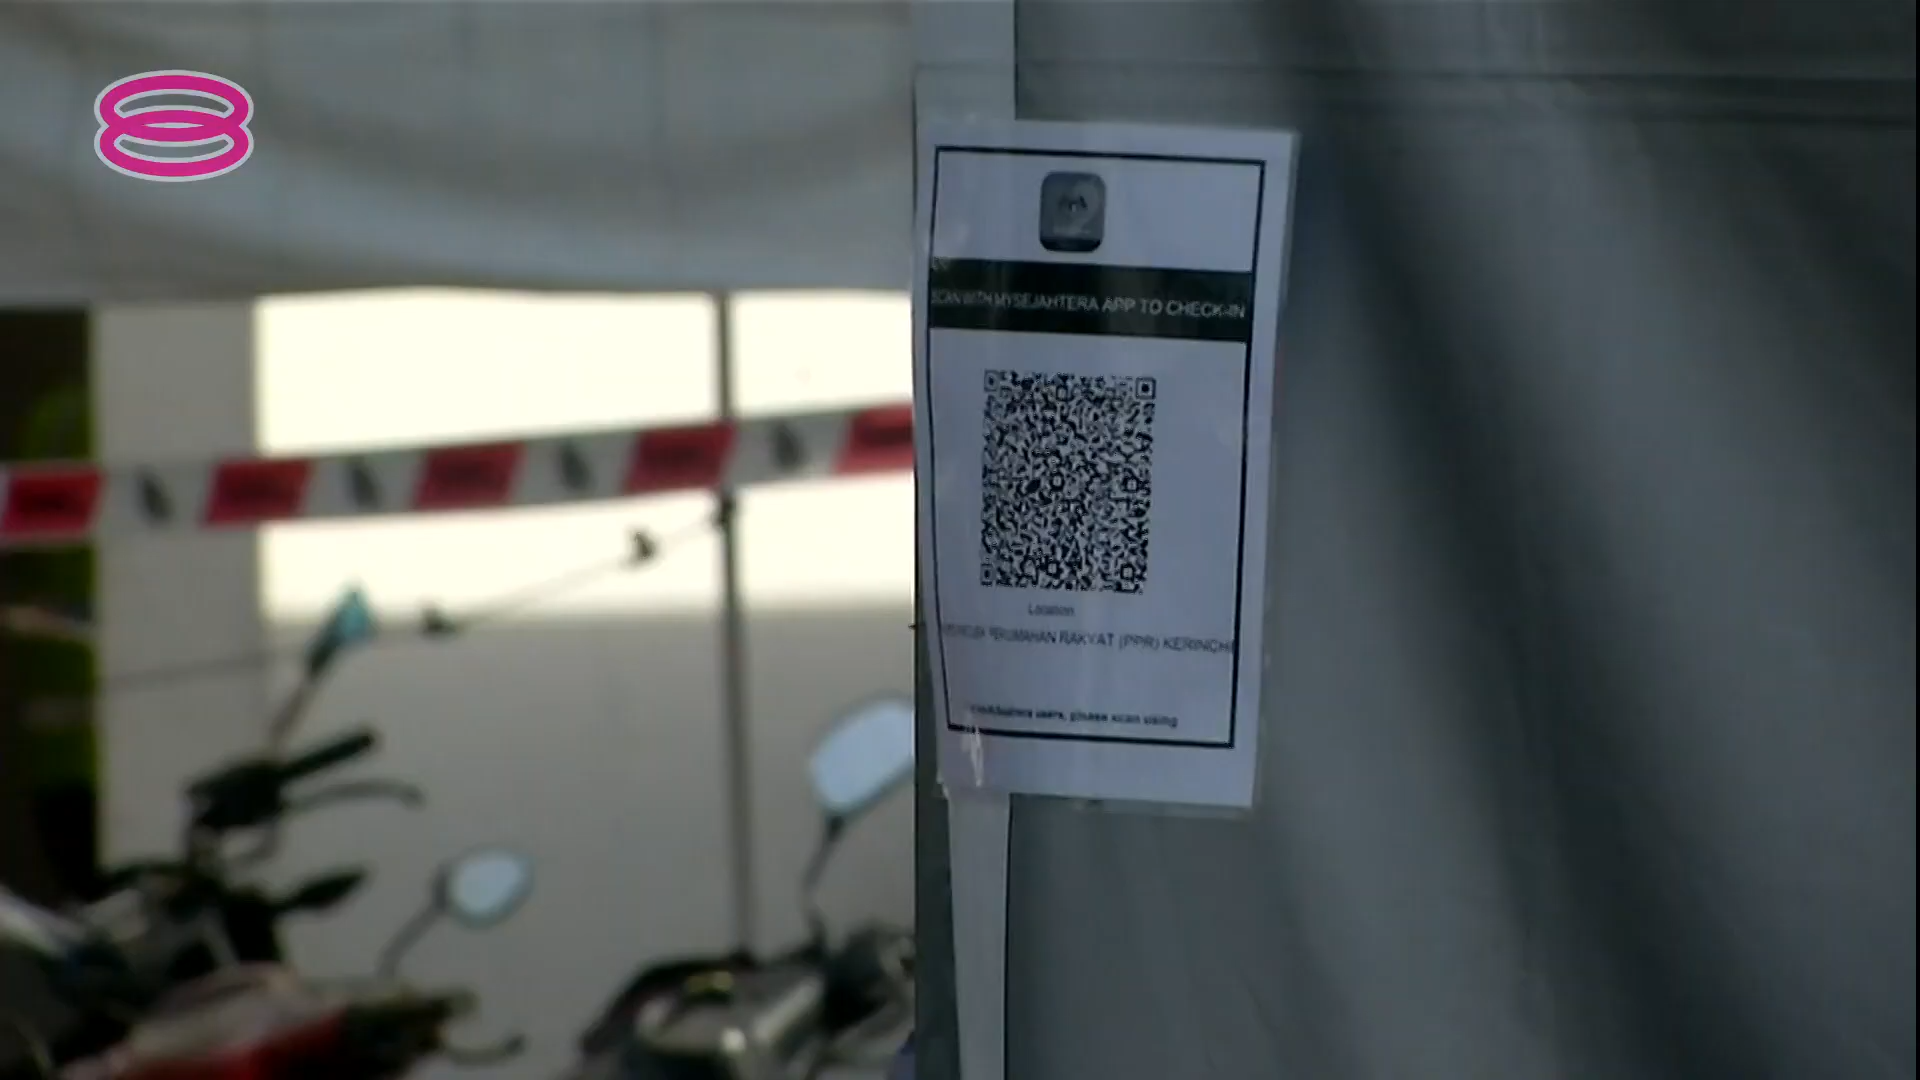 SCAN WITH MYSEJAHTERA APP TO CHECK-IN
Location
PERUMAHAN RAKYAT (PPR) KERINCHI
users, please scan using